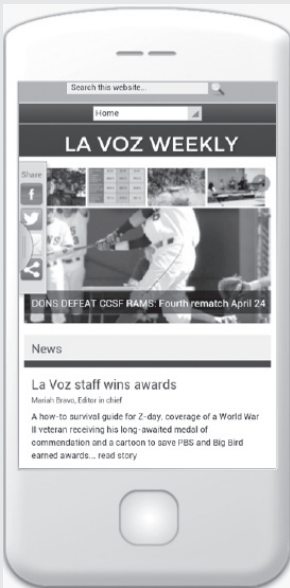 Search this website...
Home
LA VOZ WEEKLY
Share
DONS DEFEAT CCSF RAMS: Fourth rematch April 24
News
La Voz staff wins awards
Mariah Bravo, Editor in chief
A how-to survival guide for Z-day, coverage of a World War
II veteran receiving his long-awaited medal of
commendation and a cartoon to save PBS and Big Bird
earned awards... read story